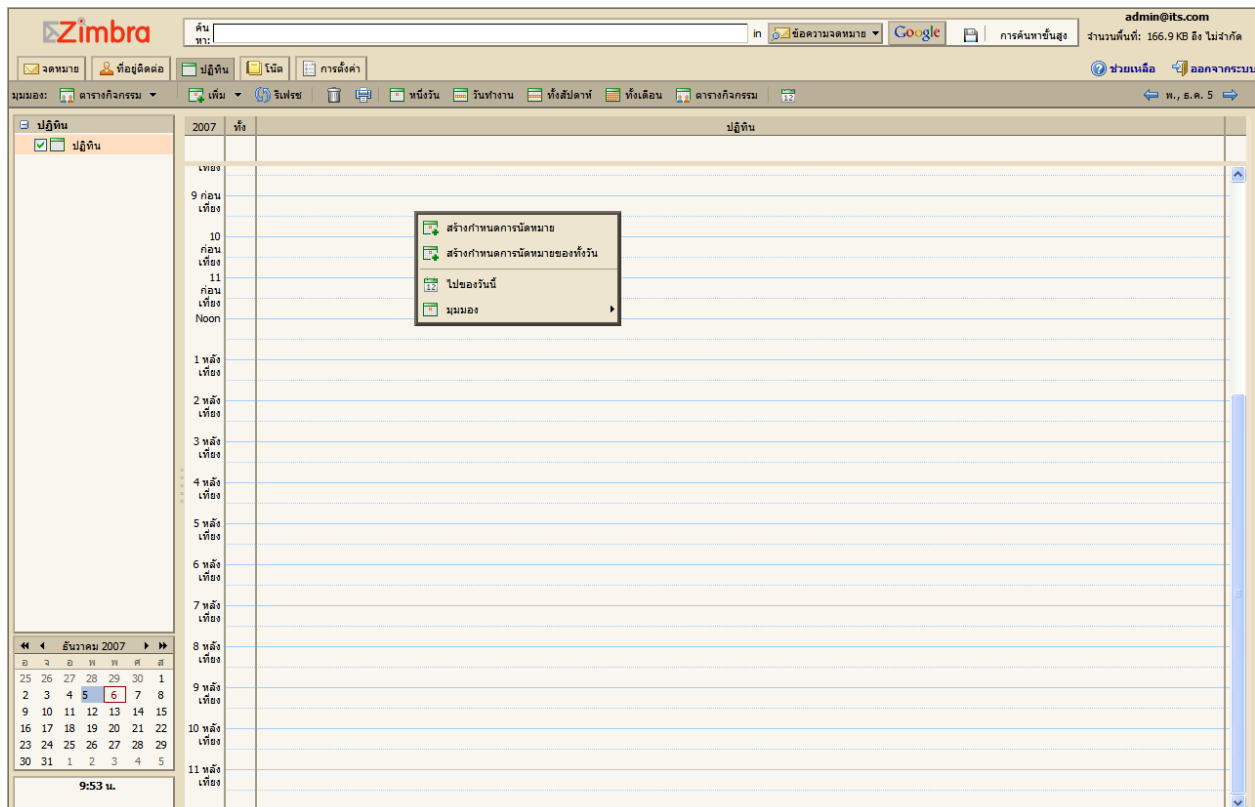 Zimbra
ค้นหา:
in ข้อความจดหมาย
Google
การค้นหาขั้นสูง
admin@its.com
จำนวนพื้นที่: 166.9 KB ถึง ไม่จำกัด
จดหมาย ที่อยู่ติดต่อ ปฏิทิน โน๊ต การตั้งค่า
ช่วยเหลือ ออกจากระบบ
มุมมอง: ตารางกิจกรรม เพิ่ม รีเฟรช หนึ่งวัน วันทำงาน ทั้งสัปดาห์ ทั้งเดือน ตารางกิจกรรม 12 พ., ธ.ค. 5
ปฏิทิน
ปฏิทิน
2007 ทั้ง ปฏิทิน
เที่ยง
9 ก่อน
เที่ยง
10
ก่อน
เที่ยง
11
ก่อน
เที่ยง
Noon
1 หลัง
เที่ยง
2 หลัง
เที่ยง
3 หลัง
เที่ยง
4 หลัง
เที่ยง
5 หลัง
เที่ยง
6 หลัง
เที่ยง
7 หลัง
เที่ยง
8 หลัง
เที่ยง
9 หลัง
เที่ยง
10 หลัง
เที่ยง
11 หลัง
เที่ยง
สร้างกำหนดการนัดหมาย
สร้างกำหนดการนัดหมายของทั้งวัน
12 ไปของวันนี้
มุมมอง
ธันวาคม 2007
อ จ อ พ พ ศ ส
25 26 27 28 29 30 1
2 3 4 5 6 7 8
9 10 11 12 13 14 15
16 17 18 19 20 21 22
23 24 25 26 27 28 29
30 31 1 2 3 4 5
9:53 น.